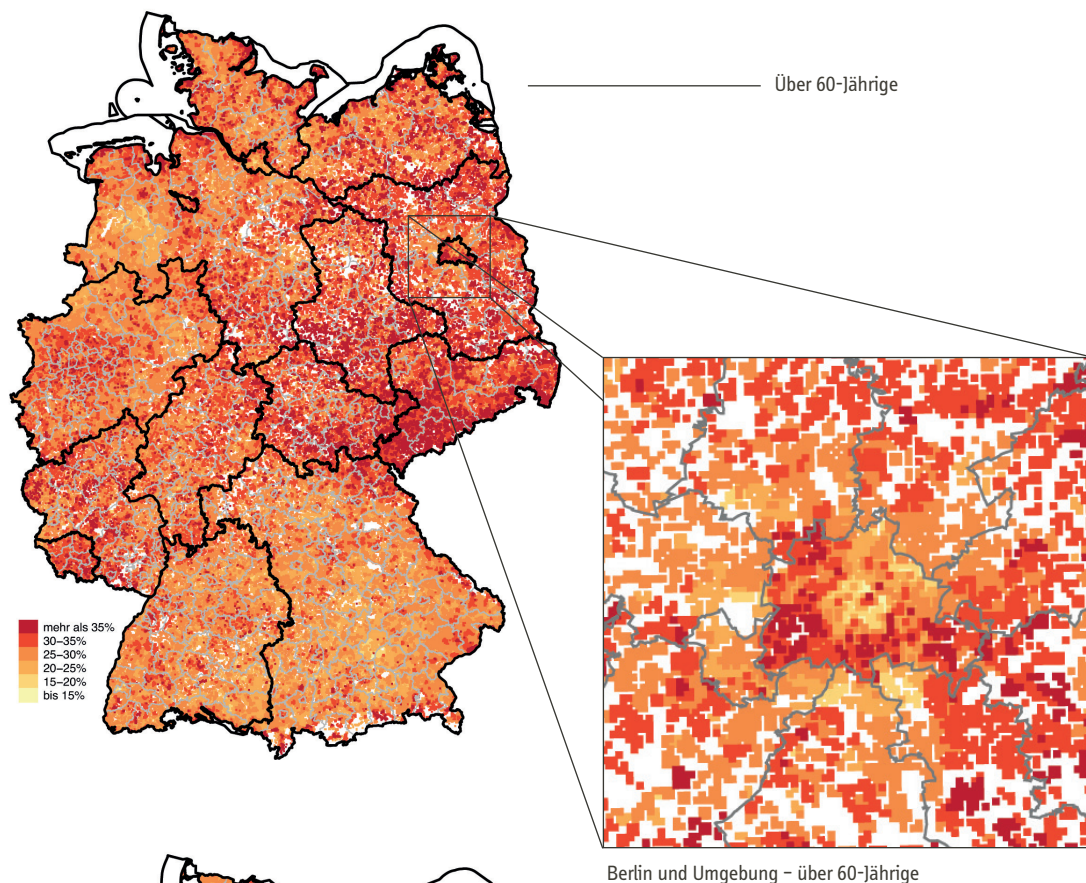 Über 60-Jährige
mehr als 35%
30–35%
25–30%
20–25%
15–20%
bis 15%
Berlin und Umgebung – über 60-Jährige